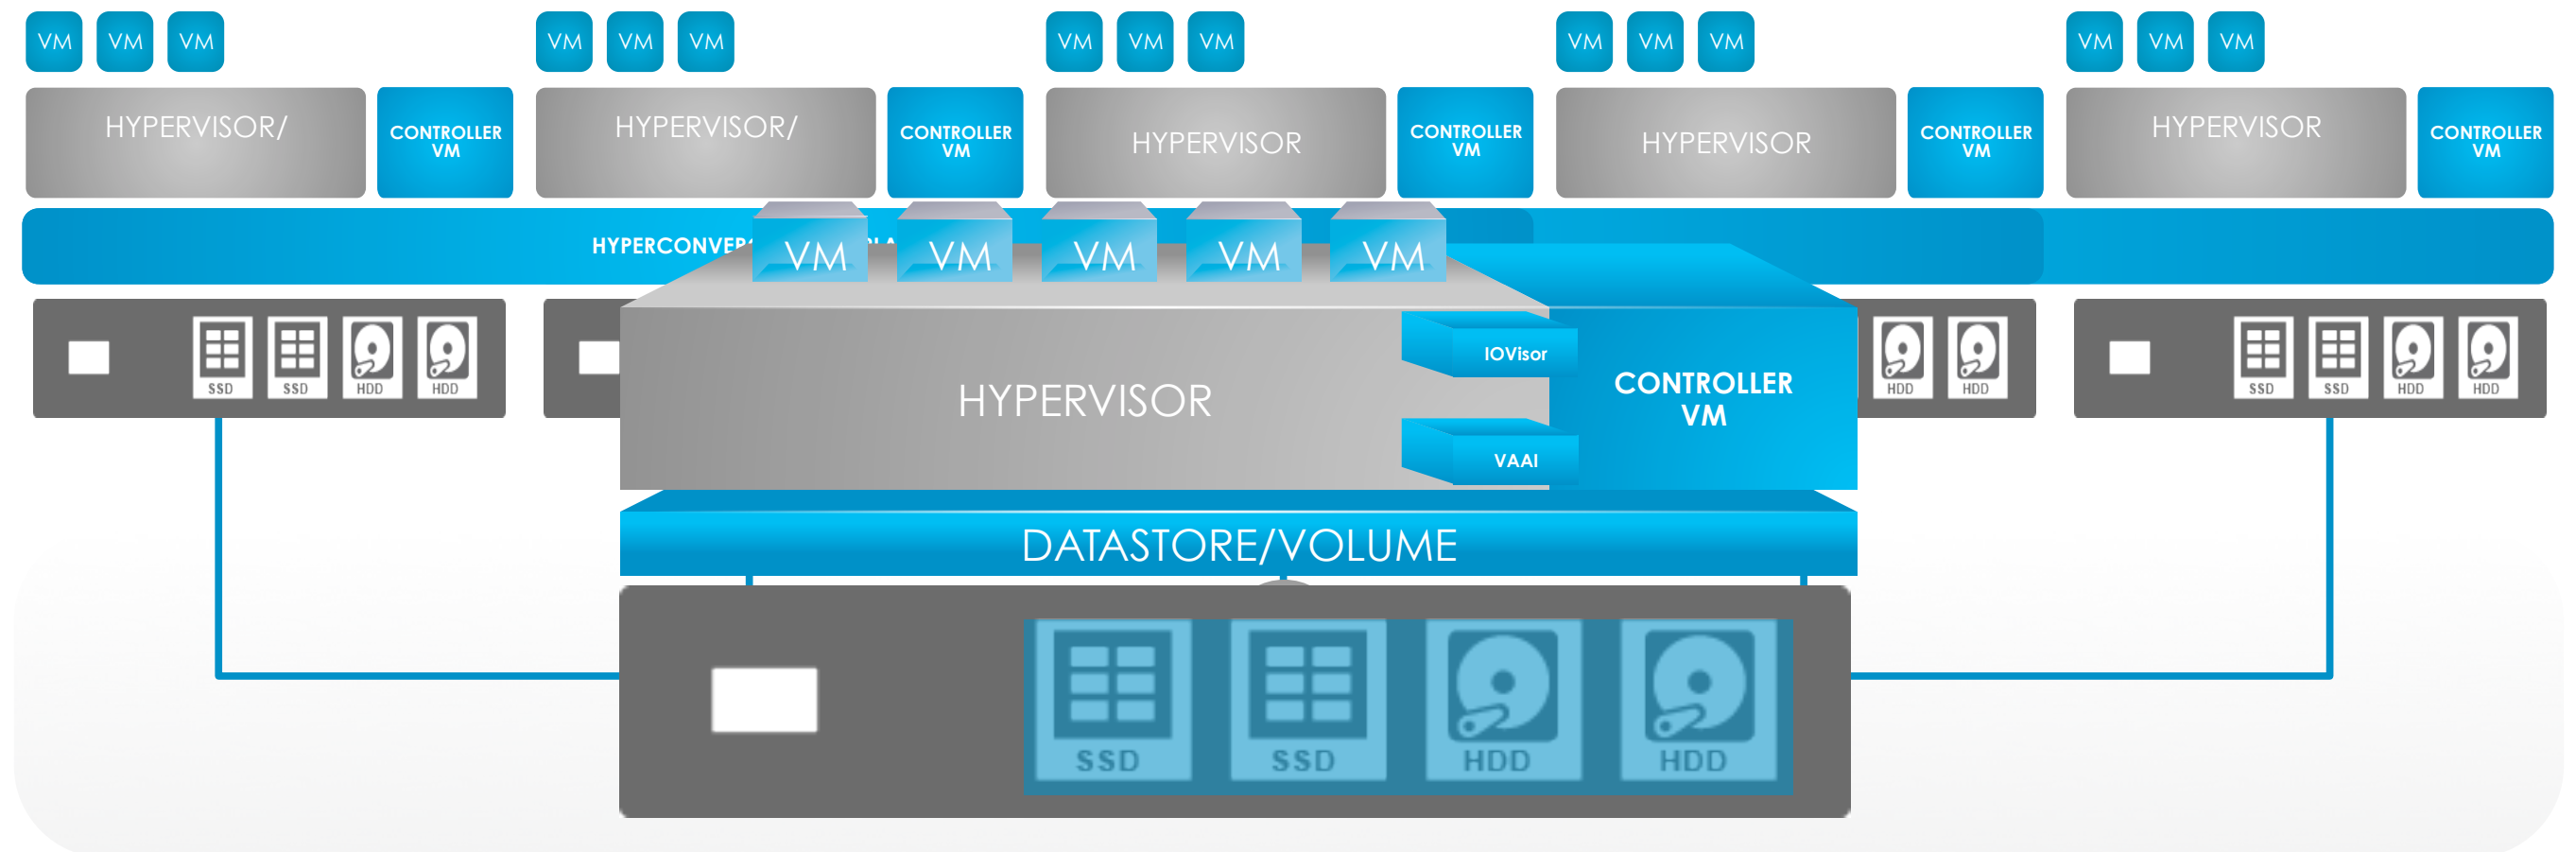 VM VM VM VM VM VM VM VM VM VM VM VM VM VM VM
HYPERVISOR/ CONTROLLER VM HYPERVISOR/ CONTROLLER VM HYPERVISOR CONTROLLER VM HYPERVISOR CONTROLLER VM HYPERVISOR CONTROLLER VM
VM VM VM VM VM
SSD SSD HDD HDD
HDD HDD
SSD SSD HDD HDD
HYPERVISOR
IOVisor
VAAI
CONTROLLER
VM
DATASTORE/VOLUME
SSD SSD HDD HDD